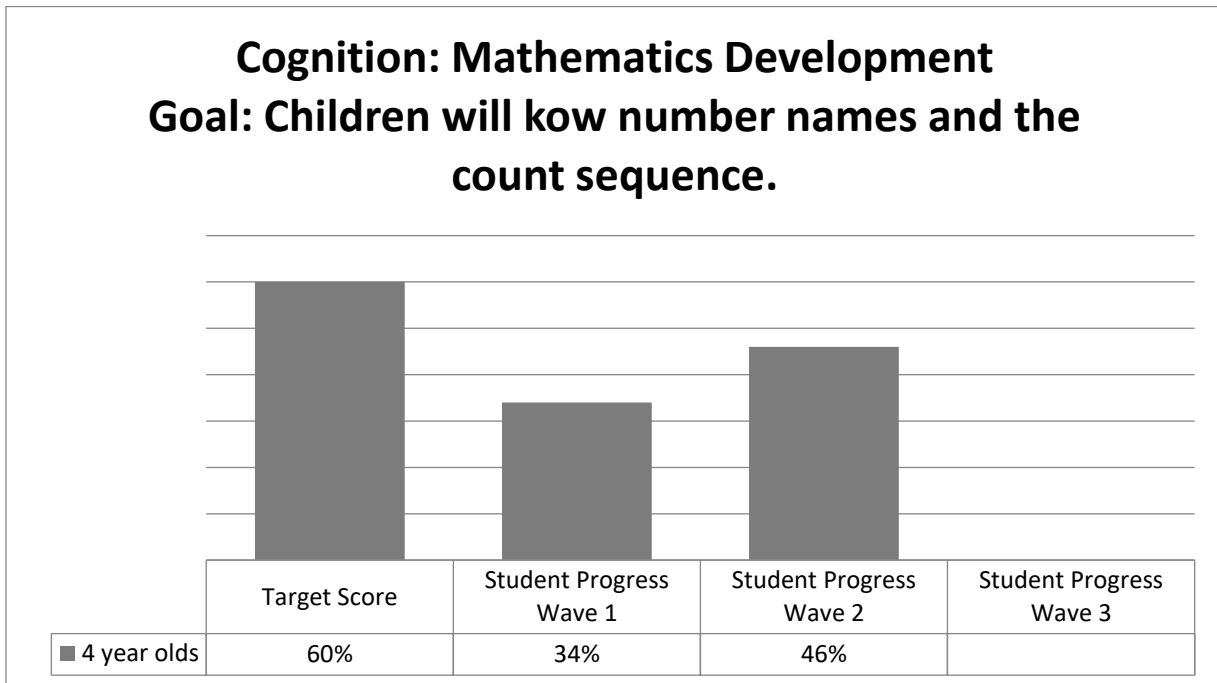 Cognition: Mathematics Development
Goal: Children will kow number names and the
count sequence.
Target Score
Student Progress
Wave 1
Student Progress
Wave 2
Student Progress
Wave 3
4 year olds
60%
34%
46%